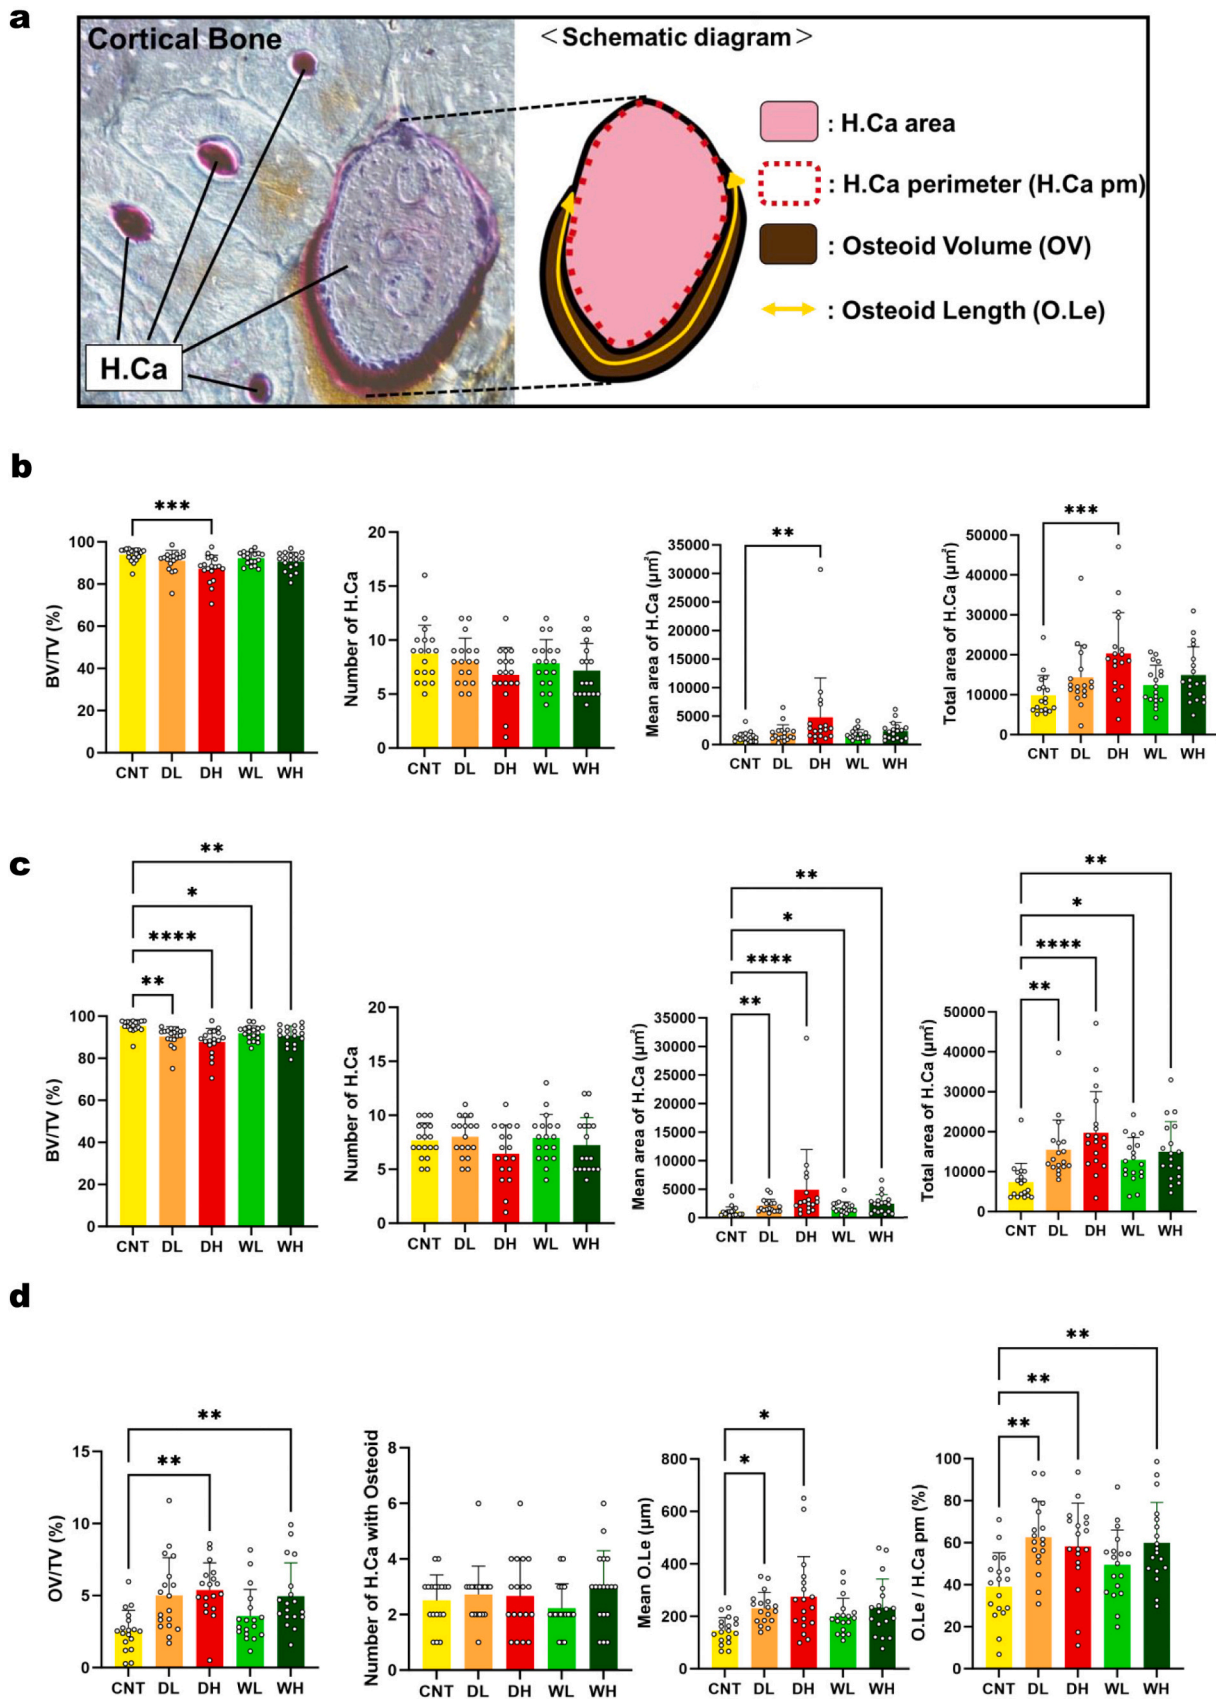 a
Cortical Bone
H.Ca
＜Schematic diagram＞
: H.Ca area
: H.Ca perimeter (H.Ca pm)
: Osteoid Volume (OV)
: Osteoid Length (O.Le)
b
***
BV/TV (%)
100
80
60
40
20
0
CNT DL DH WL WH
Number of H.Ca
20
15
10
5
0
CNT DL DH WL WH
**
Mean area of H.Ca (µm²)
35000
30000
25000
20000
15000
10000
5000
0
CNT DL DH WL WH
***
Total area of H.Ca (µm²)
50000
40000
30000
20000
10000
0
CNT DL DH WL WH
c
**
*
****
**
BV/TV (%)
100
80
60
40
20
0
CNT DL DH WL WH
Number of H.Ca
20
15
10
5
0
CNT DL DH WL WH
**
*
****
**
Mean area of H.Ca (µm²)
35000
30000
25000
20000
15000
10000
5000
0
CNT DL DH WL WH
**
*
****
**
Total area of H.Ca (µm²)
50000
40000
30000
20000
10000
0
CNT DL DH WL WH
d
**
**
OV/TV (%)
15
10
5
0
CNT DL DH WL WH
Number of H.Ca with Osteoid
8
6
4
2
0
CNT DL DH WL WH
*
*
Mean O.Le (µm)
800
600
400
200
0
CNT DL DH WL WH
**
**
**
O.Le / H.Ca pm (%)
100
80
60
40
20
0
CNT DL DH WL WH